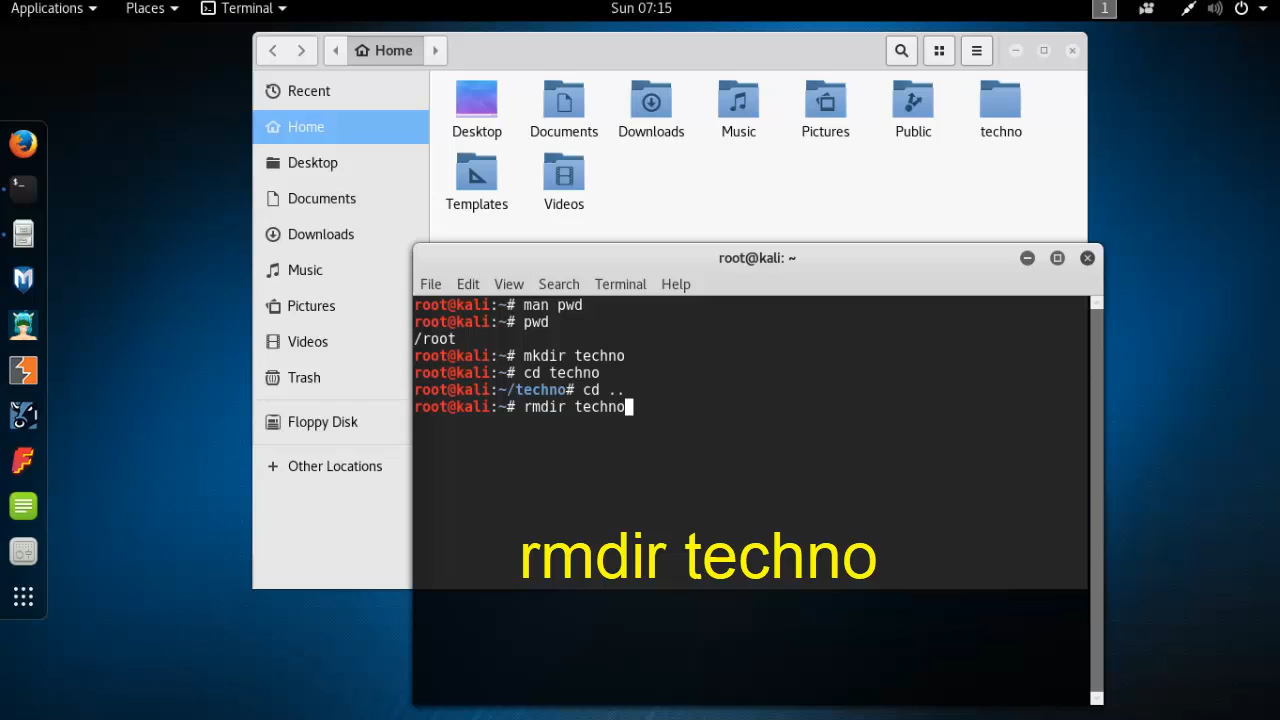 Applications Places Terminal Sun 07:15 1
Home
Recent
Home
Desktop
Documents
Downloads
Music
Pictures
Videos
Trash
Floppy Disk
+ Other Locations
Desktop Documents Downloads Music Pictures Public techno
Templates Videos
root@kali: ~
File Edit View Search Terminal Help
root@kali:~# man pwd
root@kali:~# pwd
/root
root@kali:~# mkdir techno
root@kali:~# cd techno
root@kali:~/techno# cd ..
root@kali:~# rmdir techno
rmdir techno